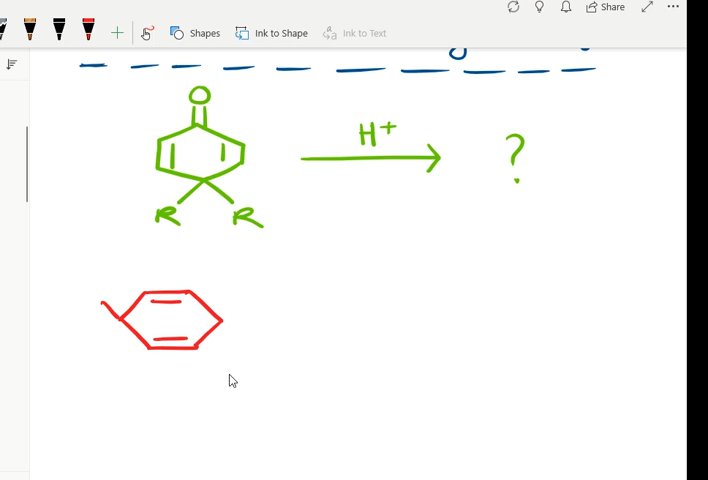 Share
Shapes
Ink to Shape
Ink to Text
O
H+
?
R R